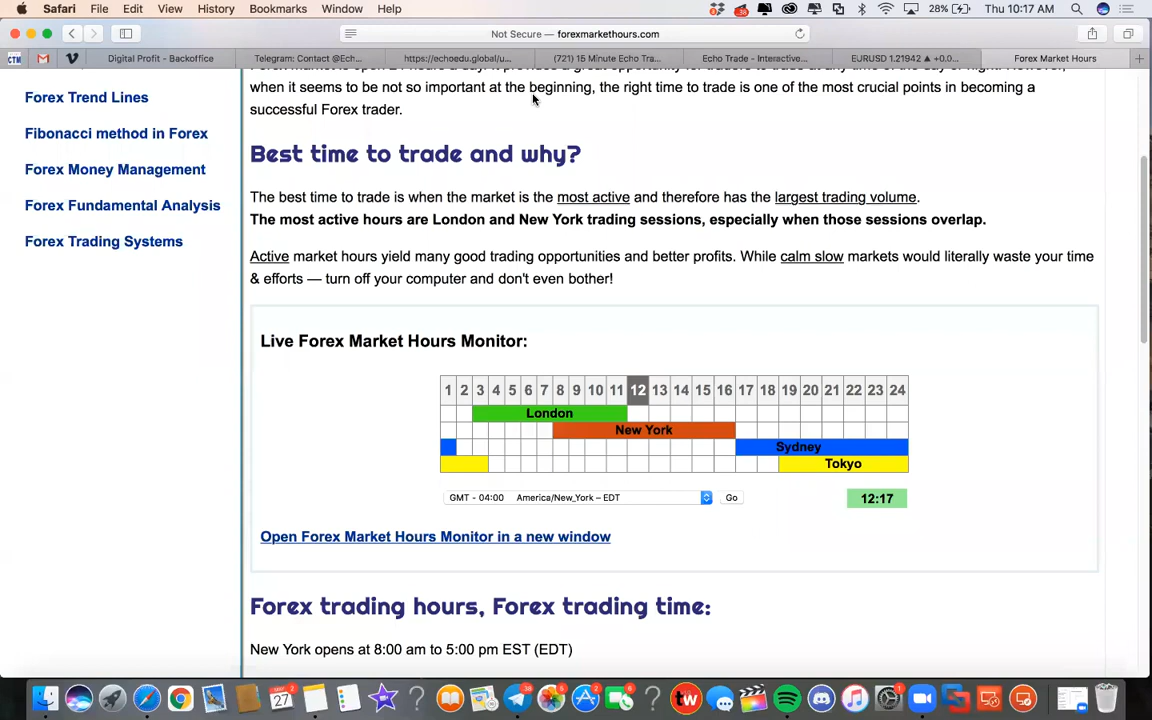 Safari File Edit View History Bookmarks Window Help 28% Thu 10:17 AM
Not Secure — forexmarkethours.com
CTM Digital Profit - Backoffice Telegram: Contact @Ech... https://echoedu.global/u... (721) 15 Minute Echo Tra... Echo Trade - Interactive... EURUSD 1.21942 ▲ +0.0... Forex Market Hours
Forex Trend Lines
Fibonacci method in Forex
Forex Money Management
Forex Fundamental Analysis
Forex Trading Systems
when it seems to be not so important at the beginning, the right time to trade is one of the most crucial points in becoming a
successful Forex trader.
Best time to trade and why?
The best time to trade is when the market is the most active and therefore has the largest trading volume.
The most active hours are London and New York trading sessions, especially when those sessions overlap.
Active market hours yield many good trading opportunities and better profits. While calm slow markets would literally waste your time
& efforts — turn off your computer and don't even bother!
Live Forex Market Hours Monitor:
1 2 3 4 5 6 7 8 9 10 11 12 13 14 15 16 17 18 19 20 21 22 23 24
London
New York
Sydney
Tokyo
GMT - 04:00 America/New_York – EDT Go 12:17
Open Forex Market Hours Monitor in a new window
Forex trading hours, Forex trading time:
New York opens at 8:00 am to 5:00 pm EST (EDT)